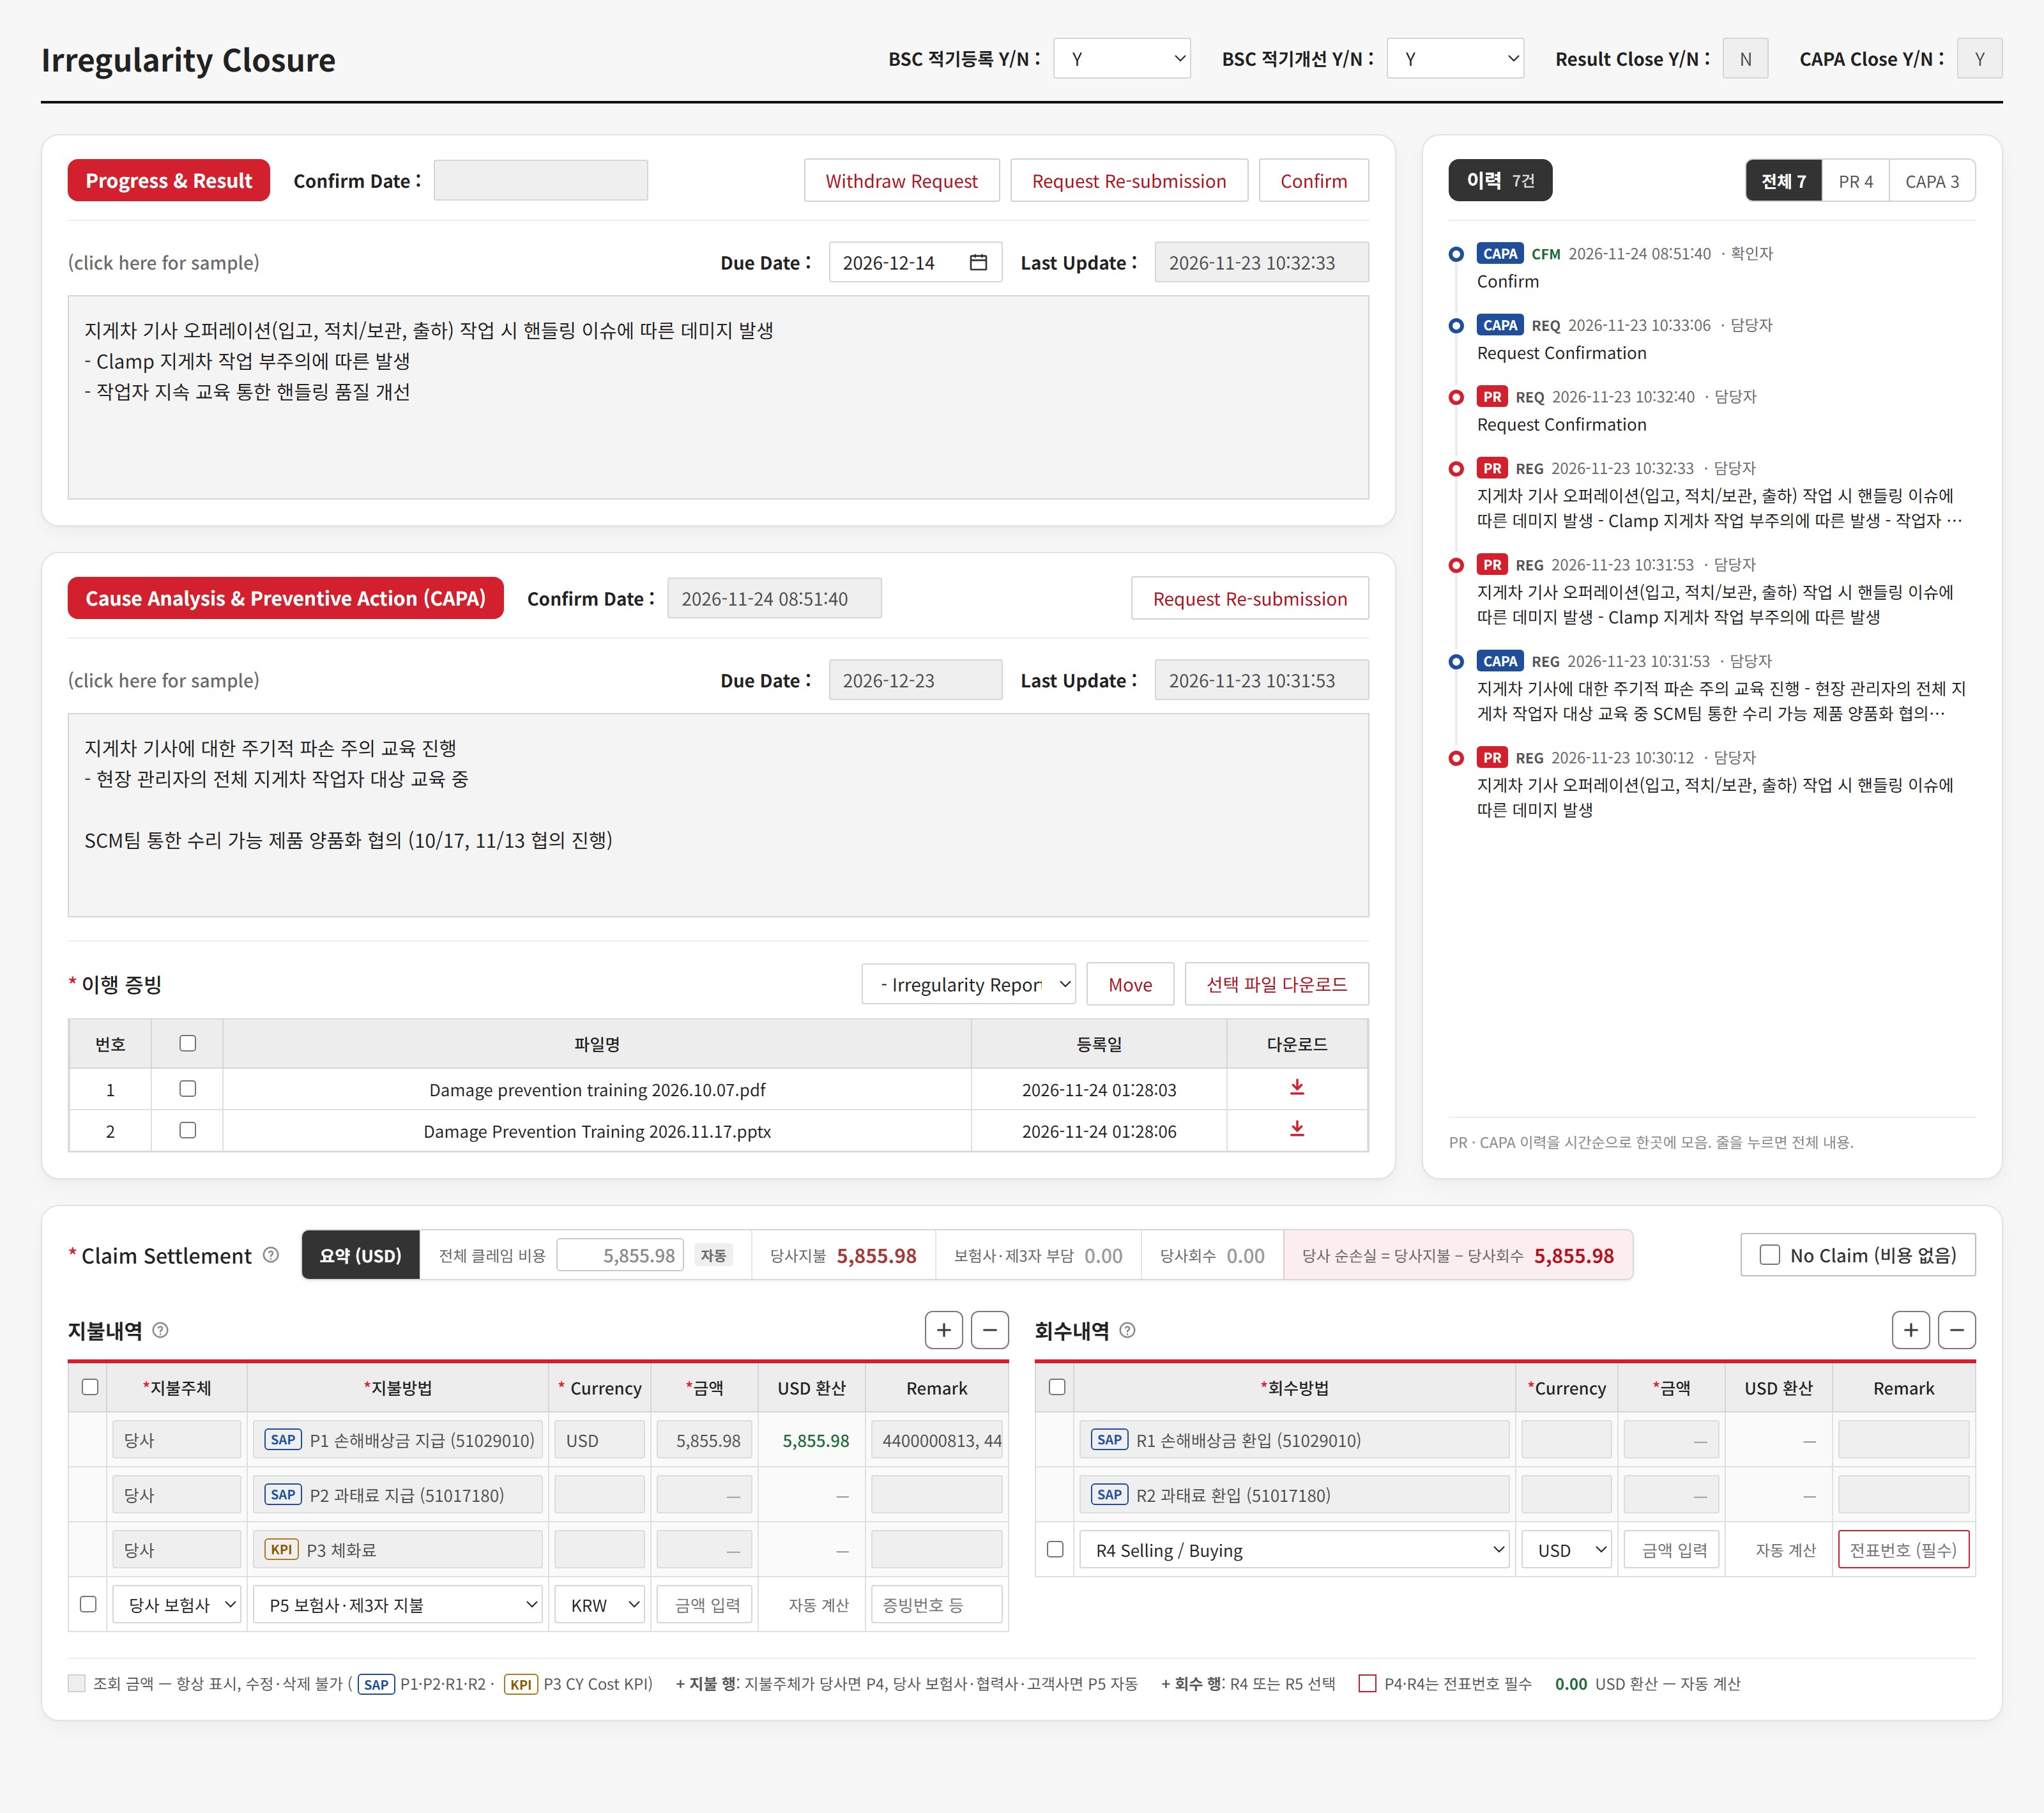 Irregularity Closure
BSC 적기등록 Y/N : Y BSC 적기개선 Y/N : Y Result Close Y/N : N CAPA Close Y/N : Y
Progress & Result Confirm Date : Withdraw Request Request Re-submission Confirm
(click here for sample) Due Date : 2026-12-14 Last Update : 2026-11-23 10:32:33
지게차 기사 오퍼레이션(입고, 적치/보관, 출하) 작업 시 핸들링 이슈에 따른 데미지 발생
- Clamp 지게차 작업 부주의에 따른 발생
- 작업자 지속 교육 통한 핸들링 품질 개선
Cause Analysis & Preventive Action (CAPA) Confirm Date : 2026-11-24 08:51:40 Request Re-submission
(click here for sample) Due Date : 2026-12-23 Last Update : 2026-11-23 10:31:53
지게차 기사에 대한 주기적 파손 주의 교육 진행
- 현장 관리자의 전체 지게차 작업자 대상 교육 중
SCM팀 통한 수리 가능 제품 양품화 협의 (10/17, 11/13 협의 진행)
* 이행 증빙 - Irregularity Repor Move 선택 파일 다운로드
번호 파일명 등록일 다운로드
1 Damage prevention training 2026.10.07.pdf 2026-11-24 01:28:03
2 Damage Prevention Training 2026.11.17.pptx 2026-11-24 01:28:06
이력 7건 전체 7 PR 4 CAPA 3
CAPA CFM 2026-11-24 08:51:40 · 확인자
Confirm
CAPA REQ 2026-11-23 10:33:06 · 담당자
Request Confirmation
PR REQ 2026-11-23 10:32:40 · 담당자
Request Confirmation
PR REG 2026-11-23 10:32:33 · 담당자
지게차 기사 오퍼레이션(입고, 적치/보관, 출하) 작업 시 핸들링 이슈에
따른 데미지 발생 - Clamp 지게차 작업 부주의에 따른 발생 - 작업자 …
PR REG 2026-11-23 10:31:53 · 담당자
지게차 기사 오퍼레이션(입고, 적치/보관, 출하) 작업 시 핸들링 이슈에
따른 데미지 발생 - Clamp 지게차 작업 부주의에 따른 발생
CAPA REG 2026-11-23 10:31:53 · 담당자
지게차 기사에 대한 주기적 파손 주의 교육 진행 - 현장 관리자의 전체 지
게차 작업자 대상 교육 중 SCM팀 통한 수리 가능 제품 양품화 협의…
PR REG 2026-11-23 10:30:12 · 담당자
지게차 기사 오퍼레이션(입고, 적치/보관, 출하) 작업 시 핸들링 이슈에
따른 데미지 발생
PR · CAPA 이력을 시간순으로 한곳에 모음. 줄을 누르면 전체 내용.
* Claim Settlement ? 요약 (USD) 전체 클레임 비용 5,855.98 자동 당사지불 5,855.98 보험사·제3자 부담 0.00 당사회수 0.00 당사 순손실 = 당사지불 − 당사회수 5,855.98 No Claim (비용 없음)
지불내역 ? + −
*지불주체 *지불방법 * Currency *금액 USD 환산 Remark
당사 SAP P1 손해배상금 지급 (51029010) USD 5,855.98 5,855.98 4400000813, 44
당사 SAP P2 과태료 지급 (51017180) — —
당사 KPI P3 체화료 — —
당사 보험사 P5 보험사·제3자 지불 KRW 금액 입력 자동 계산 증빙번호 등
회수내역 ? + −
*회수방법 *Currency *금액 USD 환산 Remark
SAP R1 손해배상금 환입 (51029010) — —
SAP R2 과태료 환입 (51017180) — —
R4 Selling / Buying USD 금액 입력 자동 계산 전표번호 (필수)
조회 금액 — 항상 표시, 수정·삭제 불가 ( SAP P1·P2·R1·R2 · KPI P3 CY Cost KPI) + 지불 행: 지불주체가 당사면 P4, 당사 보험사·협력사·고객사면 P5 자동 + 회수 행: R4 또는 R5 선택 P4·R4는 전표번호 필수 0.00 USD 환산 — 자동 계산